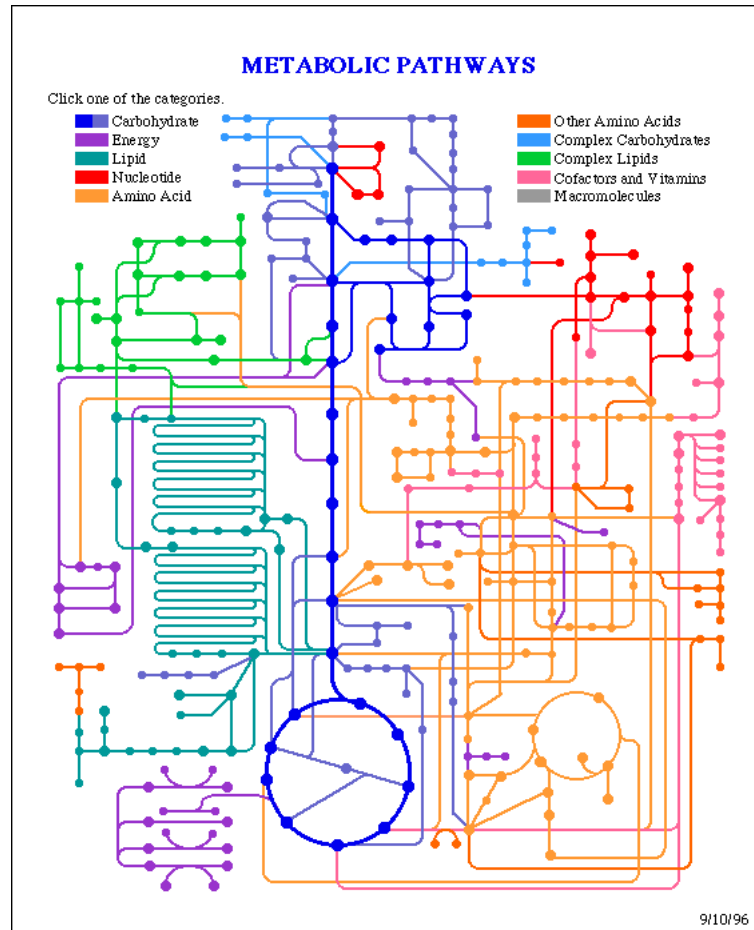 METABOLIC PATHWAYS
Click one of the categories.
Carbohydrate
Energy
Lipid
Nucleotide
Amino Acid
Other Amino Acids
Complex Carbohydrates
Complex Lipids
Cofactors and Vitamins
Macromolecules
9/10/96